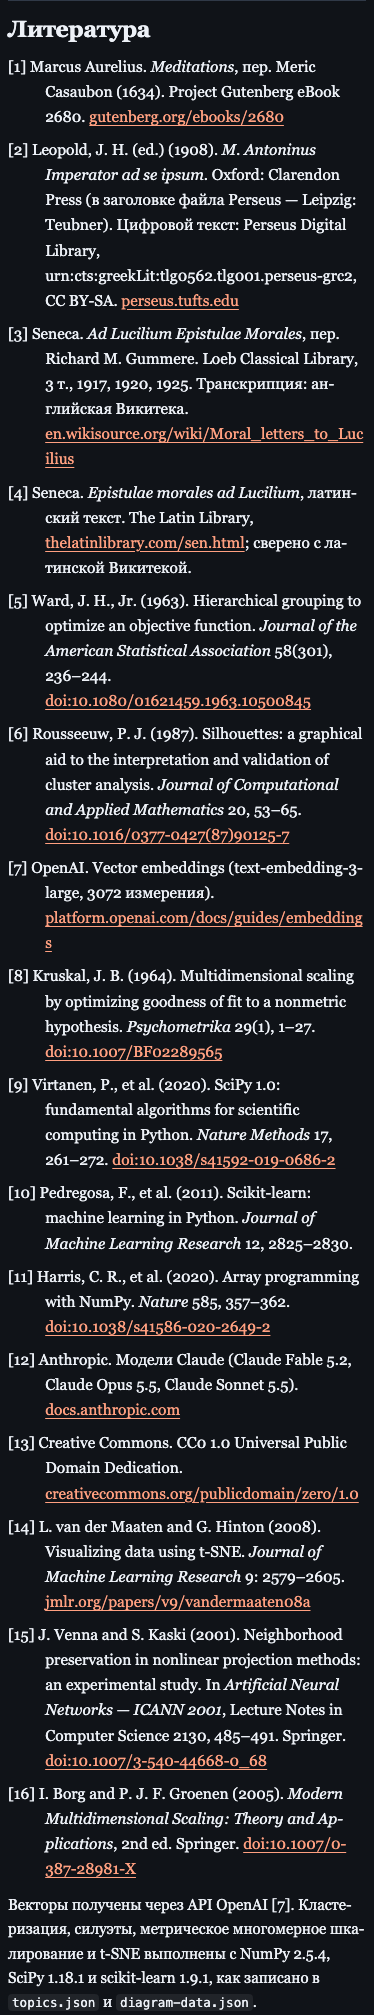 Литература
[1] Marcus Aurelius. Meditations, пер. Meric
Casaubon (1634). Project Gutenberg eBook
2680. gutenberg.org/ebooks/2680
[2] Leopold, J. H. (ed.) (1908). M. Antoninus
Imperator ad se ipsum. Oxford: Clarendon
Press (в заголовке файла Perseus — Leipzig:
Teubner). Цифровой текст: Perseus Digital
Library,
urn:cts:greekLit:tlg0562.tlg001.perseus-grc2,
CC BY-SA. perseus.tufts.edu
[3] Seneca. Ad Lucilium Epistulae Morales, пер.
Richard M. Gummere. Loeb Classical Library,
3 т., 1917, 1920, 1925. Транскрипция: ан-
глийская Викитека.
en.wikisource.org/wiki/Moral_letters_to_Luc
ilius
[4] Seneca. Epistulae morales ad Lucilium, латин-
ский текст. The Latin Library,
thelatinlibrary.com/sen.html; сверено с ла-
тинской Викитекой.
[5] Ward, J. H., Jr. (1963). Hierarchical grouping to
optimize an objective function. Journal of the
American Statistical Association 58(301),
236–244.
doi:10.1080/01621459.1963.10500845
[6] Rousseeuw, P. J. (1987). Silhouettes: a graphical
aid to the interpretation and validation of
cluster analysis. Journal of Computational
and Applied Mathematics 20, 53–65.
doi:10.1016/0377-0427(87)90125-7
[7] OpenAI. Vector embeddings (text-embedding-3-
large, 3072 измерения).
platform.openai.com/docs/guides/embedding
s
[8] Kruskal, J. B. (1964). Multidimensional scaling
by optimizing goodness of fit to a nonmetric
hypothesis. Psychometrika 29(1), 1–27.
doi:10.1007/BF02289565
[9] Virtanen, P., et al. (2020). SciPy 1.0:
fundamental algorithms for scientific
computing in Python. Nature Methods 17,
261–272. doi:10.1038/s41592-019-0686-2
[10] Pedregosa, F., et al. (2011). Scikit-learn:
machine learning in Python. Journal of
Machine Learning Research 12, 2825–2830.
[11] Harris, C. R., et al. (2020). Array programming
with NumPy. Nature 585, 357–362.
doi:10.1038/s41586-020-2649-2
[12] Anthropic. Модели Claude (Claude Fable 5.2,
Claude Opus 5.5, Claude Sonnet 5.5).
docs.anthropic.com
[13] Creative Commons. CC0 1.0 Universal Public
Domain Dedication.
creativecommons.org/publicdomain/zero/1.0
[14] L. van der Maaten and G. Hinton (2008).
Visualizing data using t-SNE. Journal of
Machine Learning Research 9: 2579–2605.
jmlr.org/papers/v9/vandermaaten08a
[15] J. Venna and S. Kaski (2001). Neighborhood
preservation in nonlinear projection methods:
an experimental study. In Artificial Neural
Networks — ICANN 2001, Lecture Notes in
Computer Science 2130, 485–491. Springer.
doi:10.1007/3-540-44668-0_68
[16] I. Borg and P. J. F. Groenen (2005). Modern
Multidimensional Scaling: Theory and Ap-
plications, 2nd ed. Springer. doi:10.1007/0-
387-28981-X
Векторы получены через API OpenAI [7]. Класте-
ризация, силуэты, метрическое многомерное шка-
лирование и t-SNE выполнены с NumPy 2.5.4,
SciPy 1.18.1 и scikit-learn 1.9.1, как записано в
topics.json и diagram-data.json.